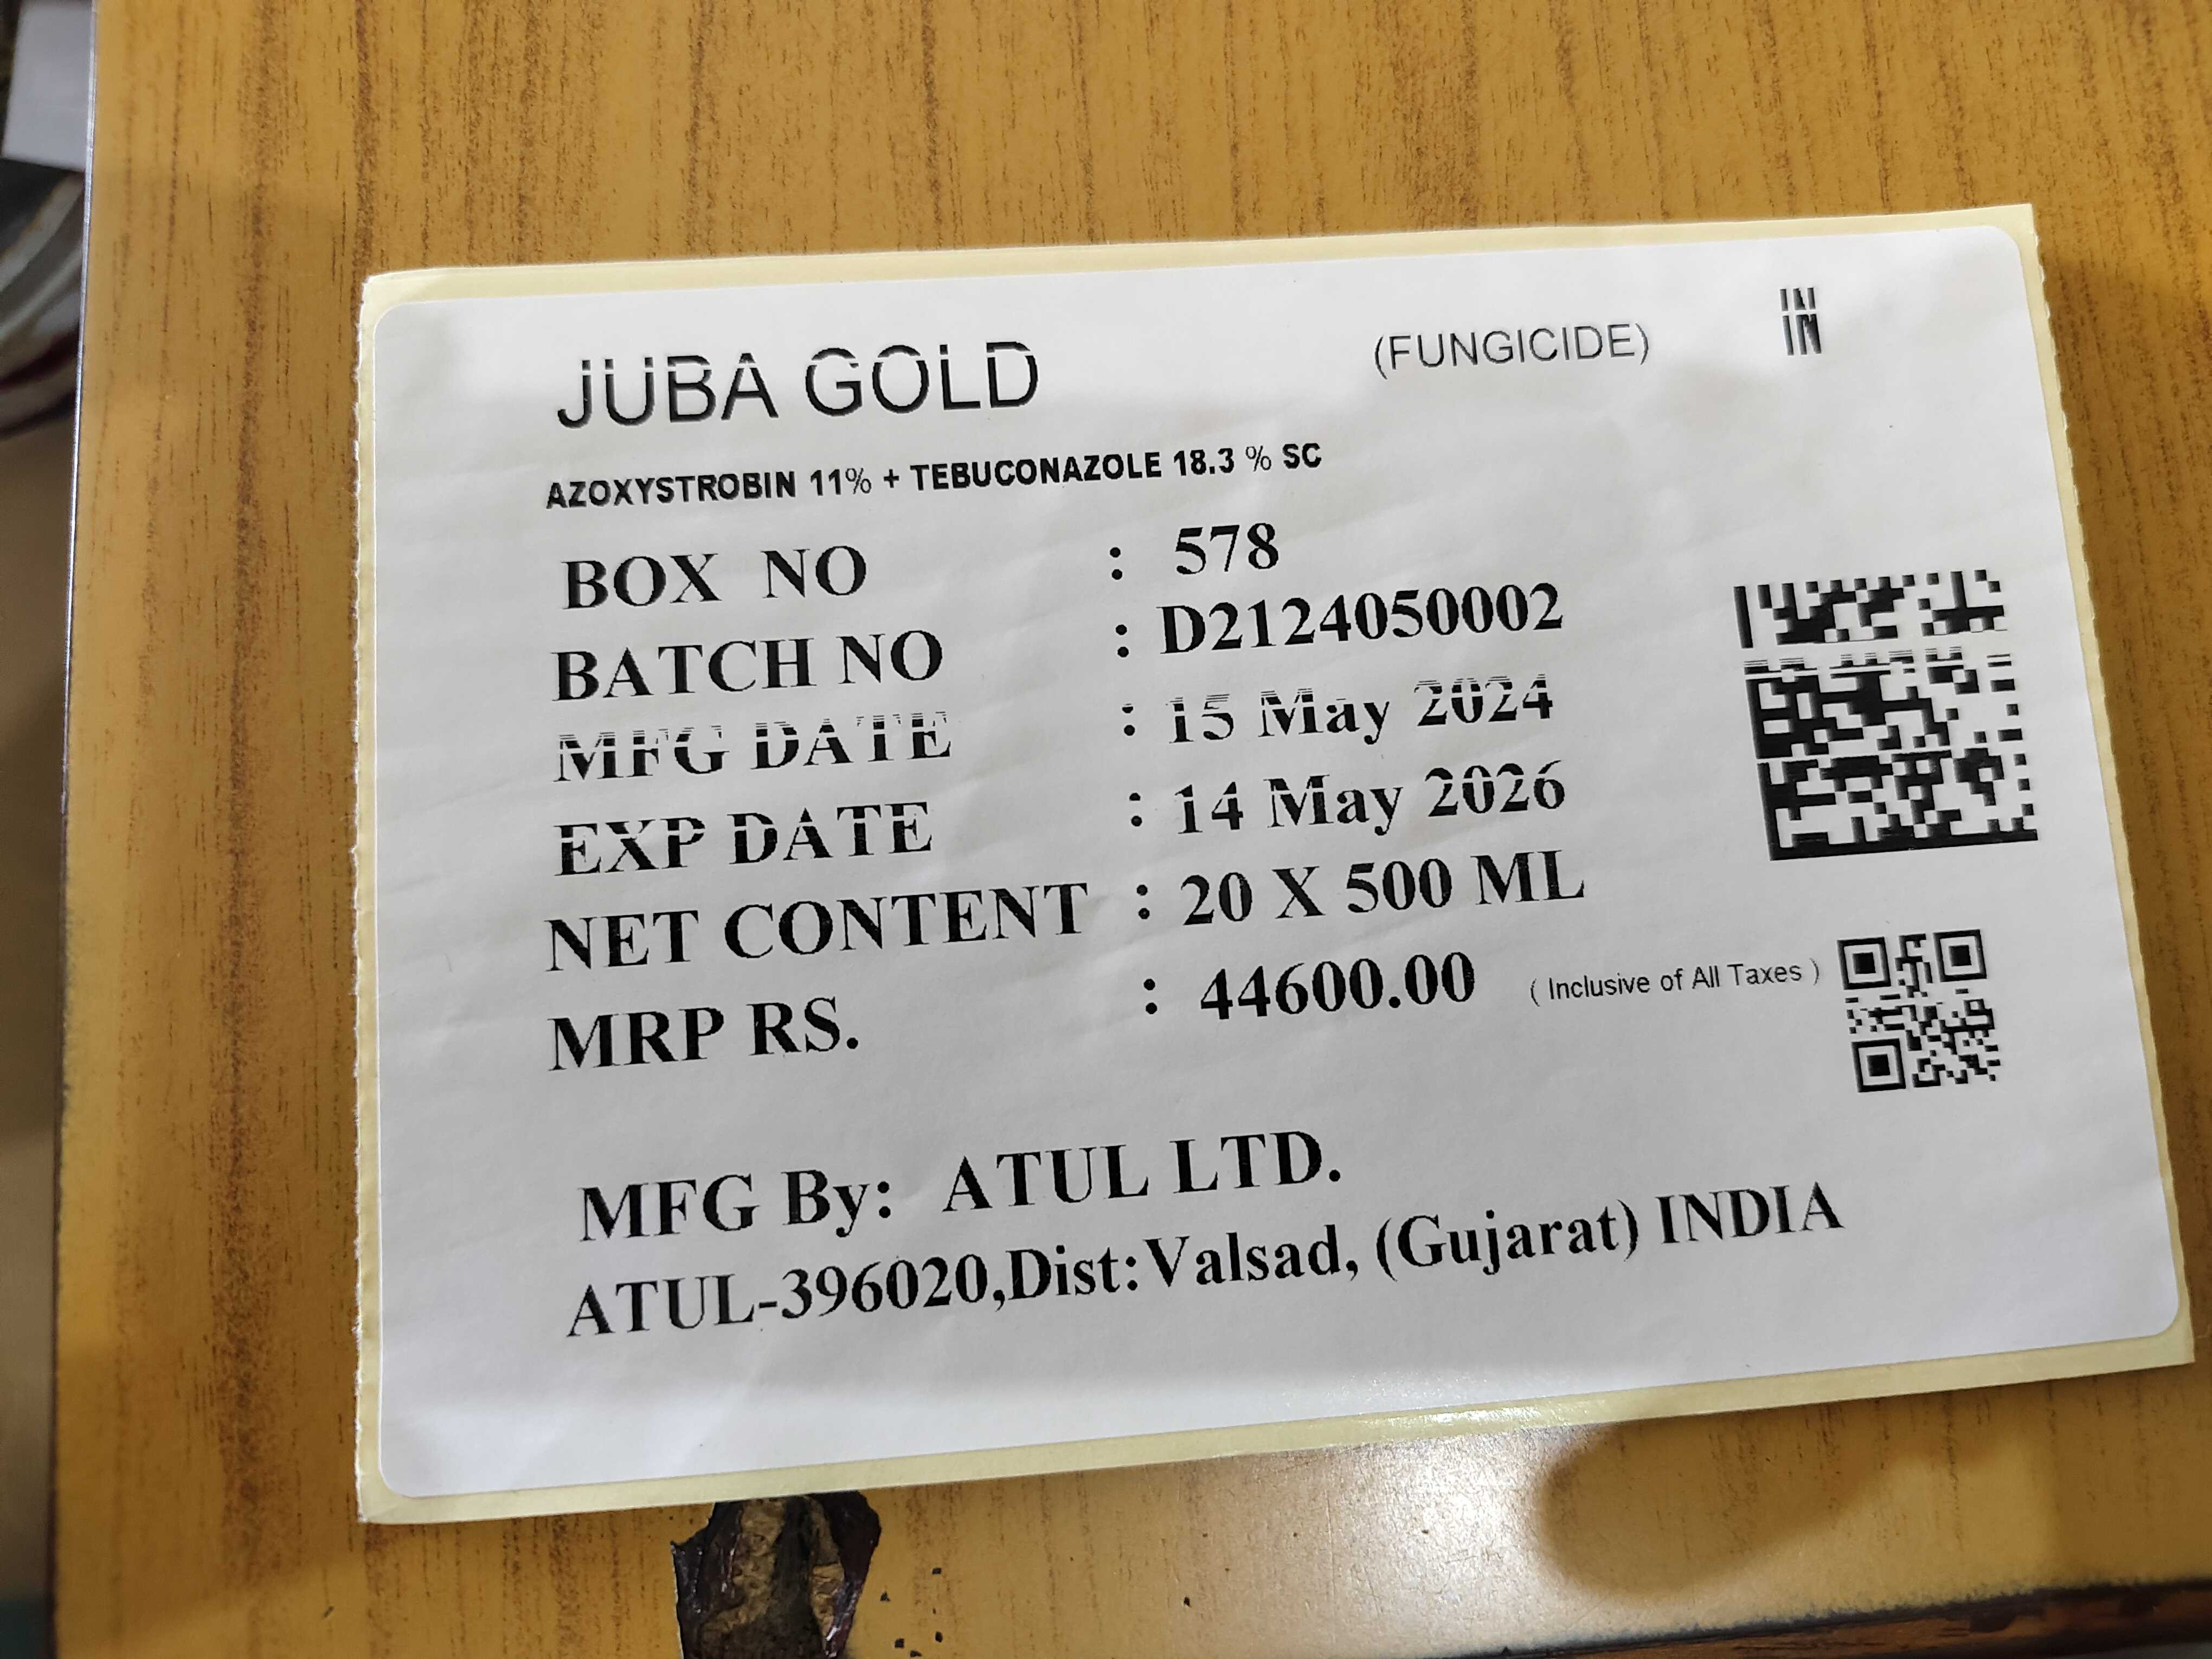 JUBA GOLD (FUNGICIDE) IN
AZOXYSTROBIN 11% + TEBUCONAZOLE 18.3 % SC
BOX NO : 578
BATCH NO : D2124050002
MFG DATE : 15 May 2024
EXP DATE : 14 May 2026
NET CONTENT : 20 X 500 ML
MRP RS. : 44600.00 ( Inclusive of All Taxes )
MFG By: ATUL LTD.
ATUL-396020,Dist:Valsad, (Gujarat) INDIA